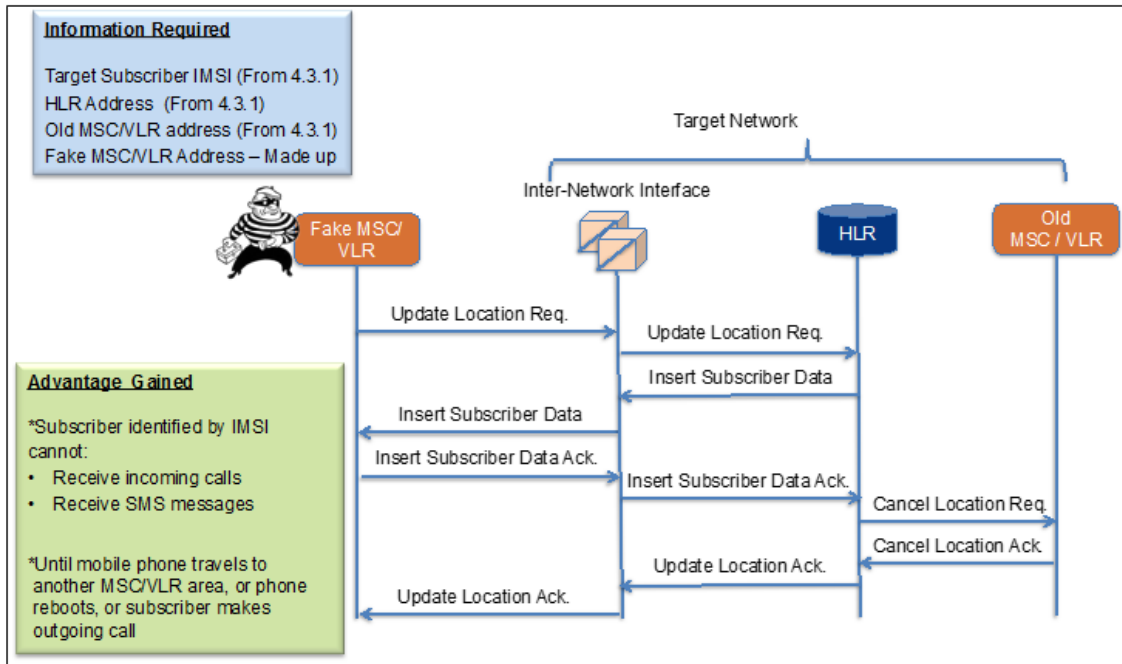 Information Required
Target Subscriber IMSI (From 4.3.1)
HLR Address (From 4.3.1)
Old MSC/VLR address (From 4.3.1)
Fake MSC/VLR Address – Made up
Target Network
Inter-Network Interface
Fake MSC/
VLR
HLR
Old
MSC / VLR
Update Location Req.
Update Location Req.
Insert Subscriber Data
Insert Subscriber Data
Insert Subscriber Data Ack.
Insert Subscriber Data Ack.
Cancel Location Req.
Cancel Location Ack.
Update Location Ack.
Update Location Ack.
Advantage Gained
*Subscriber identified by IMSI
cannot:
• Receive incoming calls
• Receive SMS messages
*Until mobile phone travels to
another MSC/VLR area, or phone
reboots, or subscriber makes
outgoing call